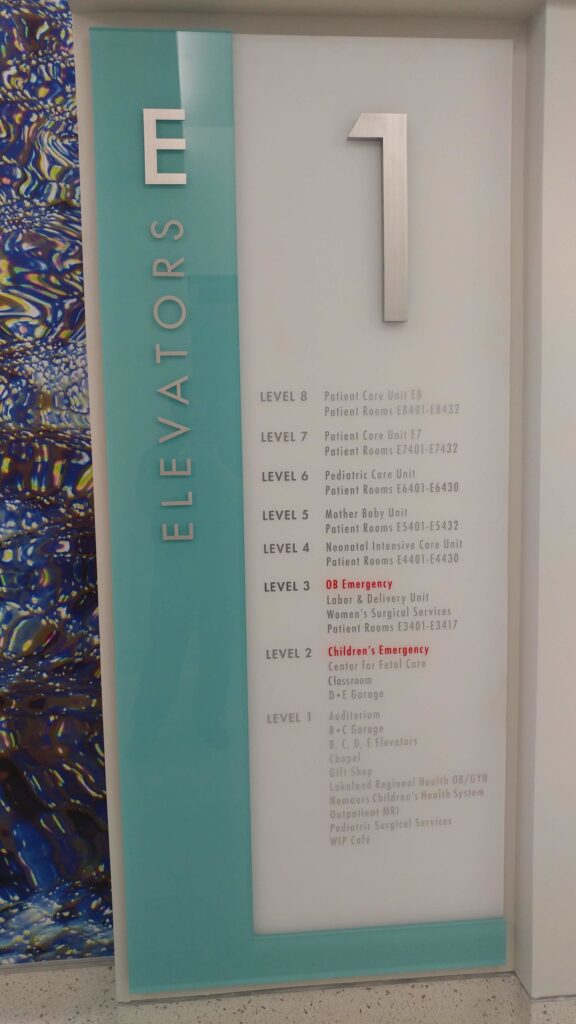 E
ELEVATORS
1
LEVEL 8 Patient Care Unit E8
Patient Rooms E8401-E8432
LEVEL 7 Patient Care Unit E7
Patient Rooms E7401-E7432
LEVEL 6 Pediatric Care Unit
Patient Rooms E6401-E6430
LEVEL 5 Mother Baby Unit
Patient Rooms E5401-E5432
LEVEL 4 Neonatal Intensive Care Unit
Patient Rooms E4401-E4430
LEVEL 3 OB Emergency
Labor & Delivery Unit
Women's Surgical Services
Patient Rooms E3401-E3417
LEVEL 2 Children's Emergency
Center for Fetal Care
Classroom
D•E Garage
LEVEL 1 Auditorium
B•C Garage
B, C, D, E Elevators
Chapel
Gift Shop
Lakeland Regional Health OB/GYN
Nemours Children's Health System
Outpatient MRI
Pediatric Surgical Services
WIP Café